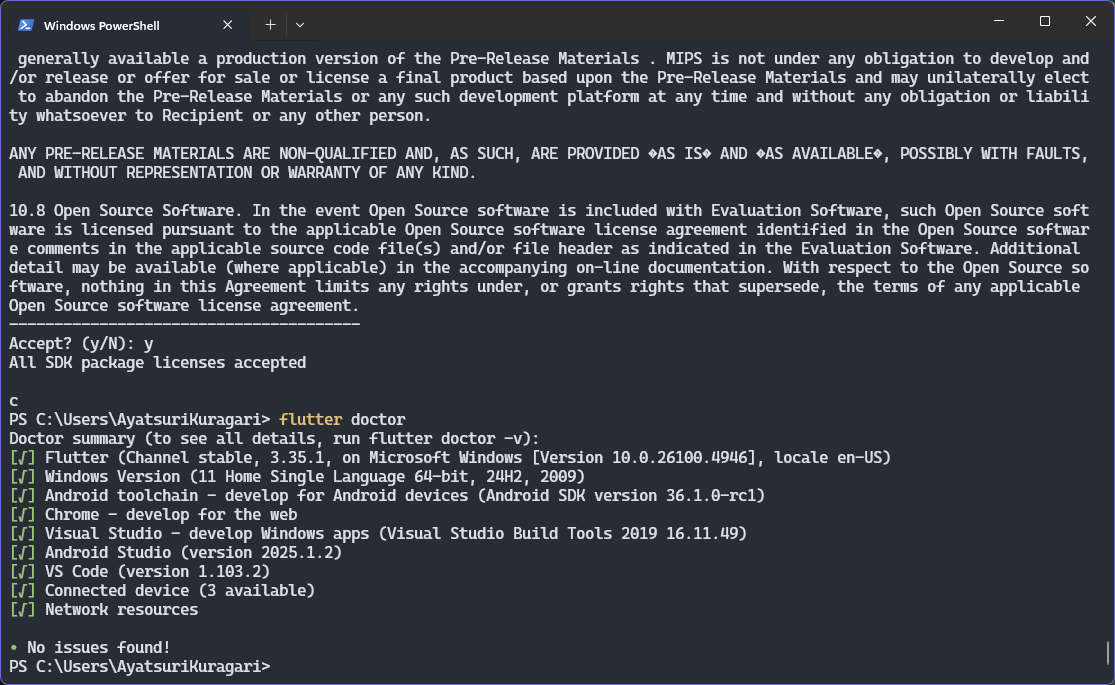 Windows PowerShell
generally available a production version of the Pre-Release Materials . MIPS is not under any obligation to develop and
/or release or offer for sale or license a final product based upon the Pre-Release Materials and may unilaterally elect
to abandon the Pre-Release Materials or any such development platform at any time and without any obligation or liabili
ty whatsoever to Recipient or any other person.
ANY PRE-RELEASE MATERIALS ARE NON-QUALIFIED AND, AS SUCH, ARE PROVIDED �AS IS� AND �AS AVAILABLE�, POSSIBLY WITH FAULTS,
AND WITHOUT REPRESENTATION OR WARRANTY OF ANY KIND.
10.8 Open Source Software. In the event Open Source software is included with Evaluation Software, such Open Source soft
ware is licensed pursuant to the applicable Open Source software license agreement identified in the Open Source softwar
e comments in the applicable source code file(s) and/or file header as indicated in the Evaluation Software. Additional
detail may be available (where applicable) in the accompanying on-line documentation. With respect to the Open Source so
ftware, nothing in this Agreement limits any rights under, or grants rights that supersede, the terms of any applicable
Open Source software license agreement.
---------------------------------------
Accept? (y/N): y
All SDK package licenses accepted
c
PS C:\Users\AyatsuriKuragari> flutter doctor
Doctor summary (to see all details, run flutter doctor -v):
[√] Flutter (Channel stable, 3.35.1, on Microsoft Windows [Version 10.0.26100.4946], locale en-US)
[√] Windows Version (11 Home Single Language 64-bit, 24H2, 2009)
[√] Android toolchain - develop for Android devices (Android SDK version 36.1.0-rc1)
[√] Chrome - develop for the web
[√] Visual Studio - develop Windows apps (Visual Studio Build Tools 2019 16.11.49)
[√] Android Studio (version 2025.1.2)
[√] VS Code (version 1.103.2)
[√] Connected device (3 available)
[√] Network resources
• No issues found!
PS C:\Users\AyatsuriKuragari>